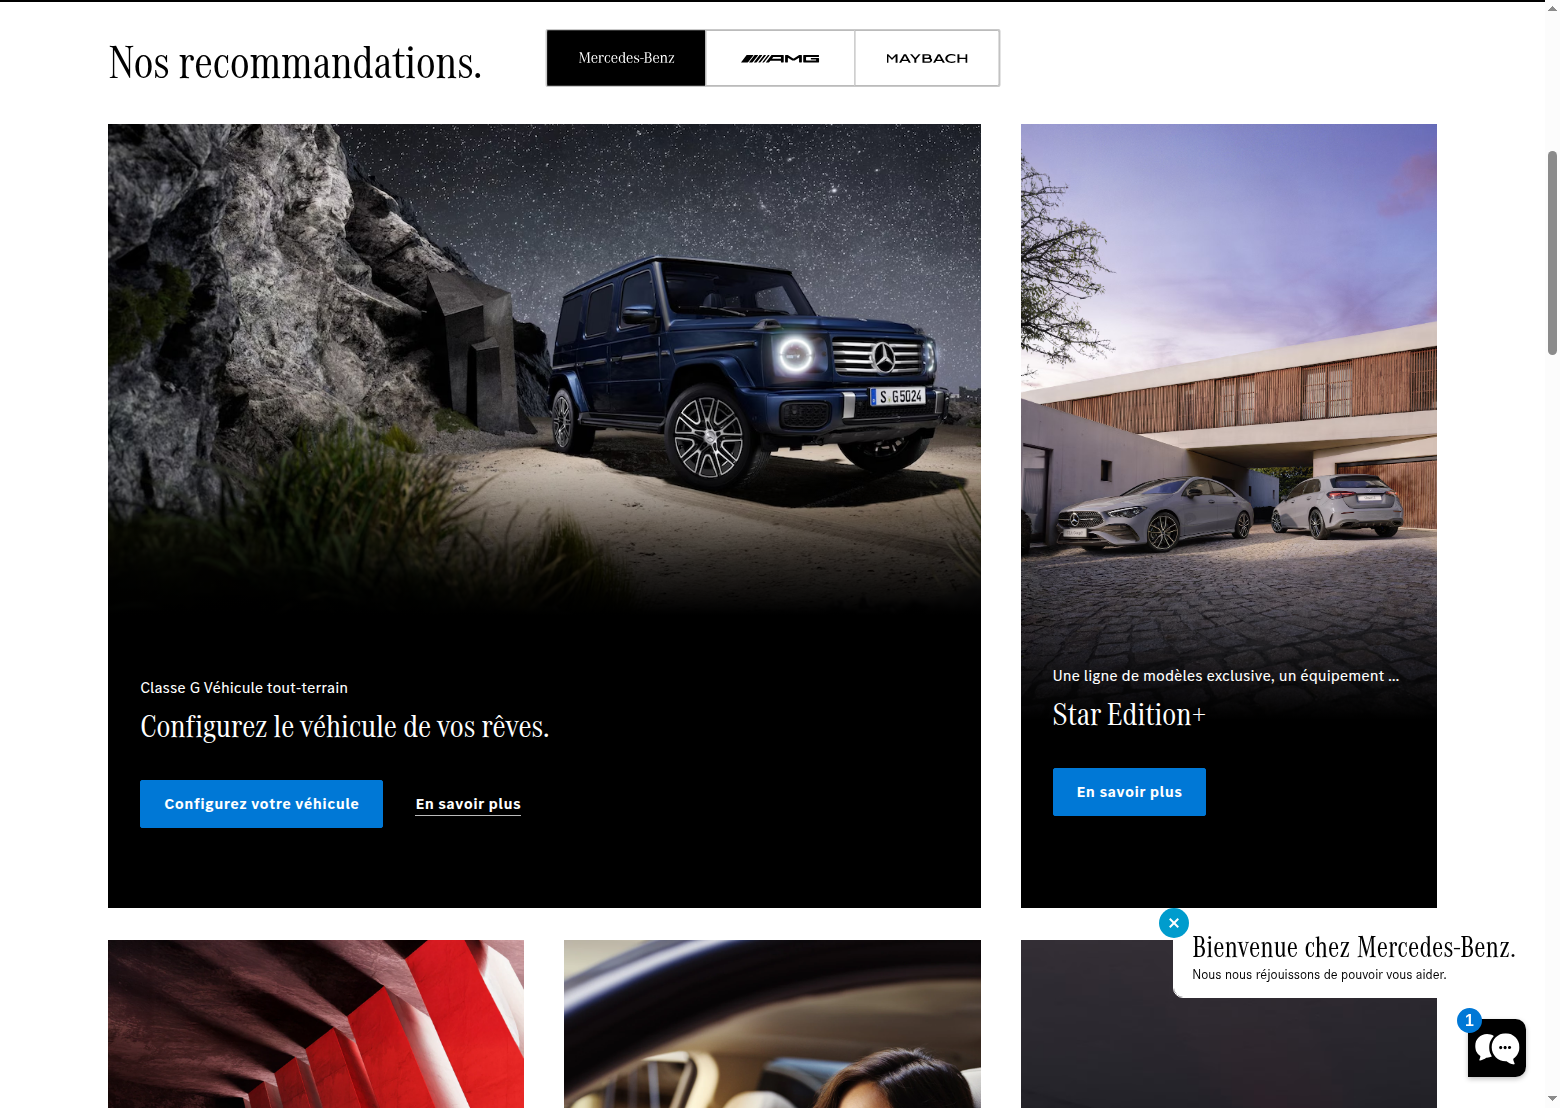 Nos recommandations.
Mercedes-Benz
AMG
MAYBACH
S G 5024
Classe G Véhicule tout-terrain
Configurez le véhicule de vos rêves.
Configurez votre véhicule
En savoir plus
Une ligne de modèles exclusive, un équipement ...
Star Edition+
En savoir plus
Bienvenue chez Mercedes-Benz.
Nous nous réjouissons de pouvoir vous aider.
1